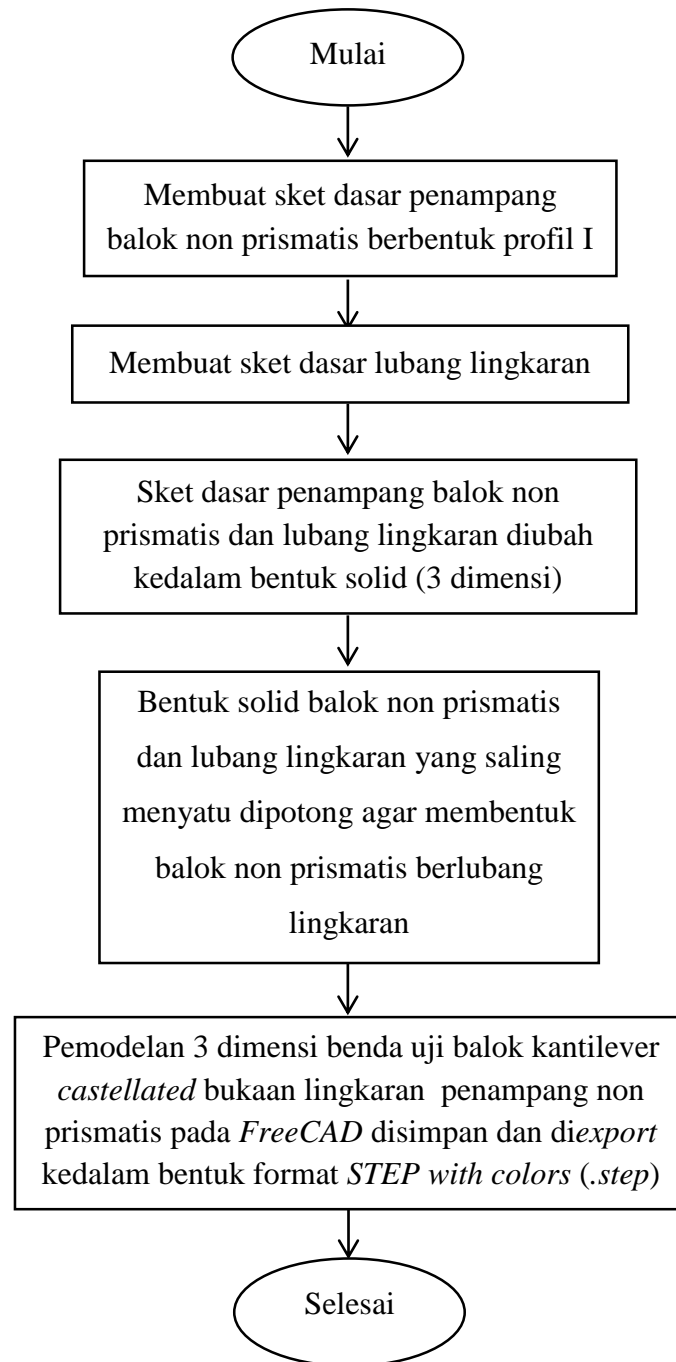 Mulai
Membuat sket dasar penampang
balok non prismatis berbentuk profil I
Membuat sket dasar lubang lingkaran
Sket dasar penampang balok non
prismatis dan lubang lingkaran diubah
kedalam bentuk solid (3 dimensi)
Bentuk solid balok non prismatis
dan lubang lingkaran yang saling
menyatu dipotong agar membentuk
balok non prismatis berlubang
lingkaran
Pemodelan 3 dimensi benda uji balok kantilever
castellated bukaan lingkaran penampang non
prismatis pada FreeCAD disimpan dan diexport
kedalam bentuk format STEP with colors (.step)
Selesai